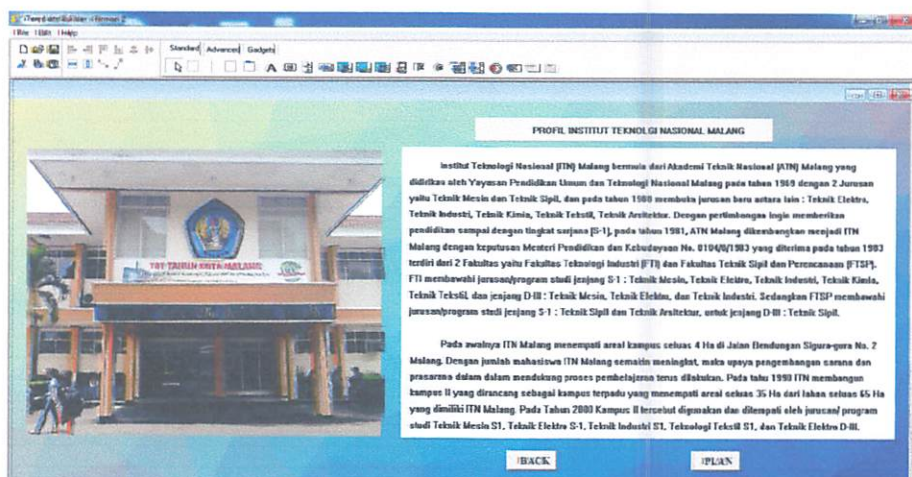 File Edit Help
Standard Advanced Gadgets
PROFIL INSTITUT TEKNOLGI NASIONAL MALANG
Institut Teknologi Nasional (ITN) Malang bermula dari Akademi Teknik Nasional (ATN) Malang yang
didirikan oleh Yayasan Pendidikan Umum dan Teknologi Nasional Malang pada tahun 1969 dengan 2 Jurusan
yaitu Teknik Mesin dan Teknik Sipil, dan pada tahun 1980 membuka jurusan baru antara lain : Teknik Elektro,
Teknik Industri, Teknik Kimia, Teknik Tekstil, Teknik Arsitektur. Dengan pertimbangan ingin memberikan
pendidikan sampai dengan tingkat sarjana (S-1), pada tahun 1981, ATN Malang dikembangkan menjadi ITN
Malang dengan keputusan Menteri Pendidikan dan Kebudayaan No. 0104/0/1983 yang diterima pada tahun 1983
terdiri dari 2 Fakultas yaitu Fakultas Teknologi Industri (FTI) dan Fakultas Teknik Sipil dan Perencanaan (FTSP).
FTI membawahi jurusan/program studi jenjang S-1 : Teknik Mesin, Teknik Elektro, Teknik Industri, Teknik Kimia,
Teknik Tekstil, dan jenjang D-III : Teknik Mesin, Teknik Elektro, dan Teknik Industri. Sedangkan FTSP membawahi
jurusan/program studi jenjang S-1 : Teknik Sipil dan Teknik Arsitektur, untuk jenjang D-III : Teknik Sipil.
Pada awalnya ITN Malang menempati areal kampus seluas 4 Ha di Jalan Bendungan Sigura-gura No. 2
Malang. Dengan jumlah mahasiswa ITN Malang semakin meningkat, maka upaya pengembangan sarana dan
prasarana dalam dalam mendukung proses pembelajaran terus dilakukan. Pada tahu 1990 ITN membangun
kampus II yang dirancang sebagai kampus terpadu yang menempati areal seluas 35 Ha dari lahan seluas 65 Ha
yang dimiliki ITN Malang. Pada Tahun 2000 Kampus II tersebut digunakan dan ditempati oleh jurusan/ program
studi Teknik Mesin S1, Teknik Elektro S-1, Teknik Industri S1, Teknologi Tekstil S1, dan Teknik Elektro D-III.
TAHUN KOTA MALANG
BACK
PLAN